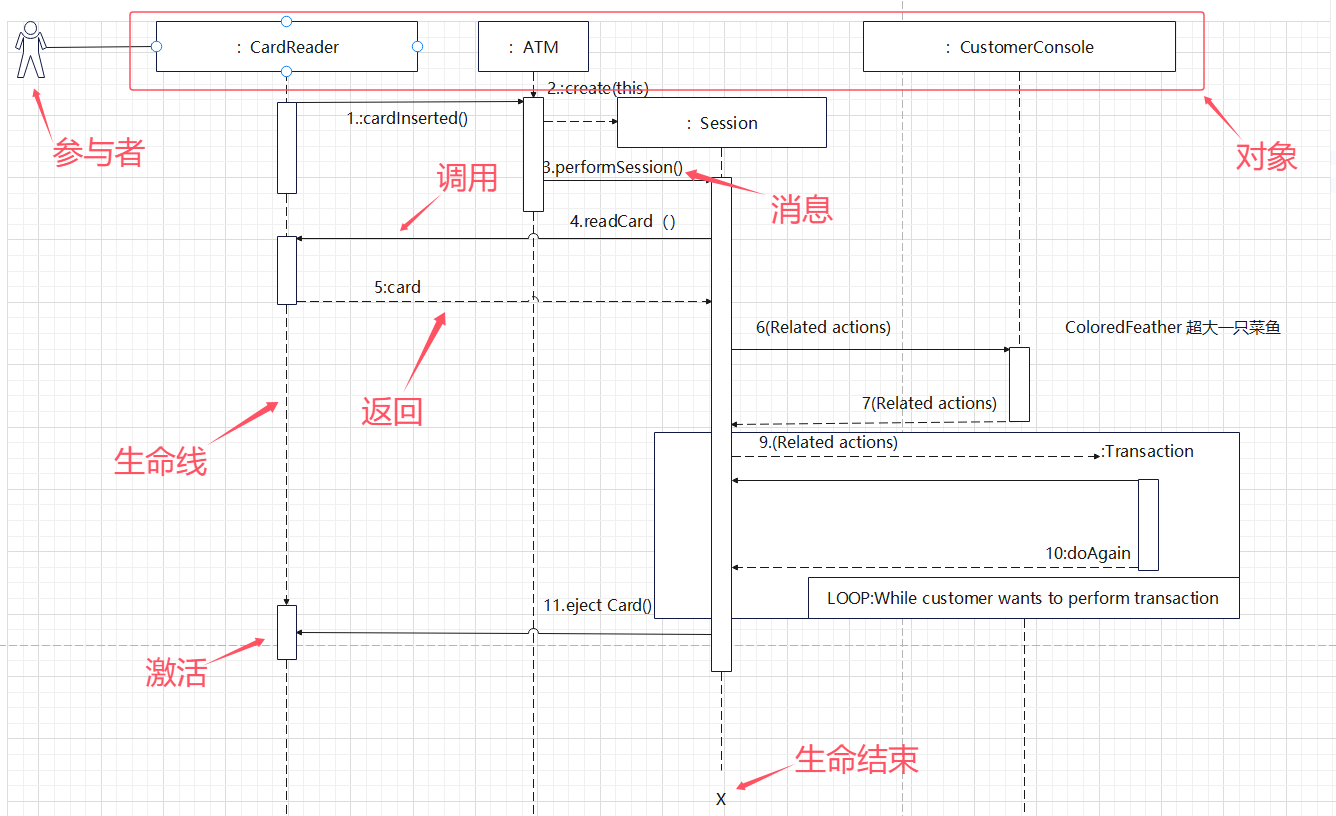 : CardReader
: ATM
: CustomerConsole
2.:create(this)
1.:cardInserted()
: Session
参与者
对象
3.performSession()
调用
消息
4.readCard（）
5:card
6(Related actions)
ColoredFeather 超大一只菜鱼
返回
7(Related actions)
9.(Related actions)
:Transaction
生命线
10:doAgain
LOOP:While customer wants to perform transaction
11.eject Card()
激活
生命结束
X